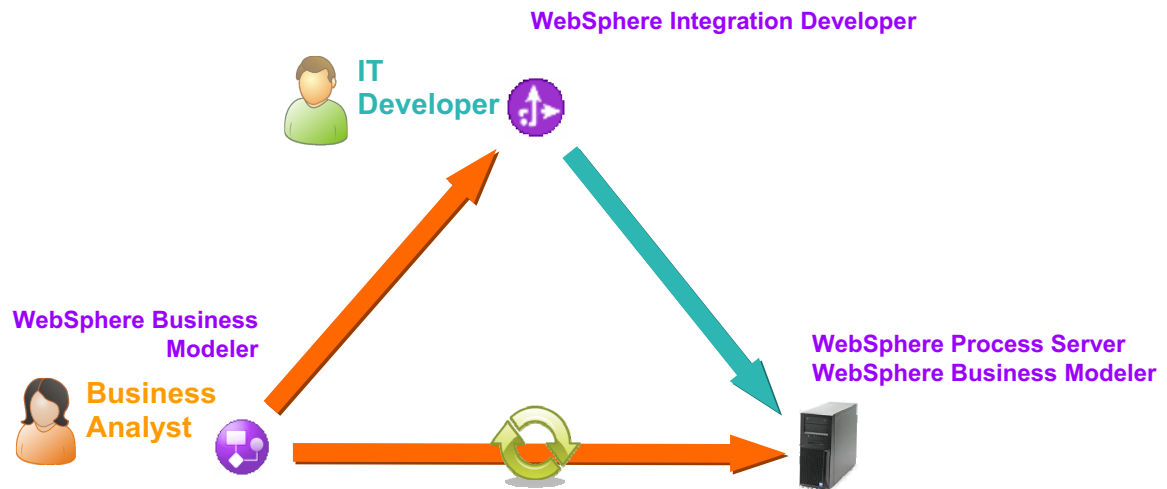 WebSphere Integration Developer
IT
Developer
WebSphere Business
Modeler
Business
Analyst
WebSphere Process Server
WebSphere Business Modeler